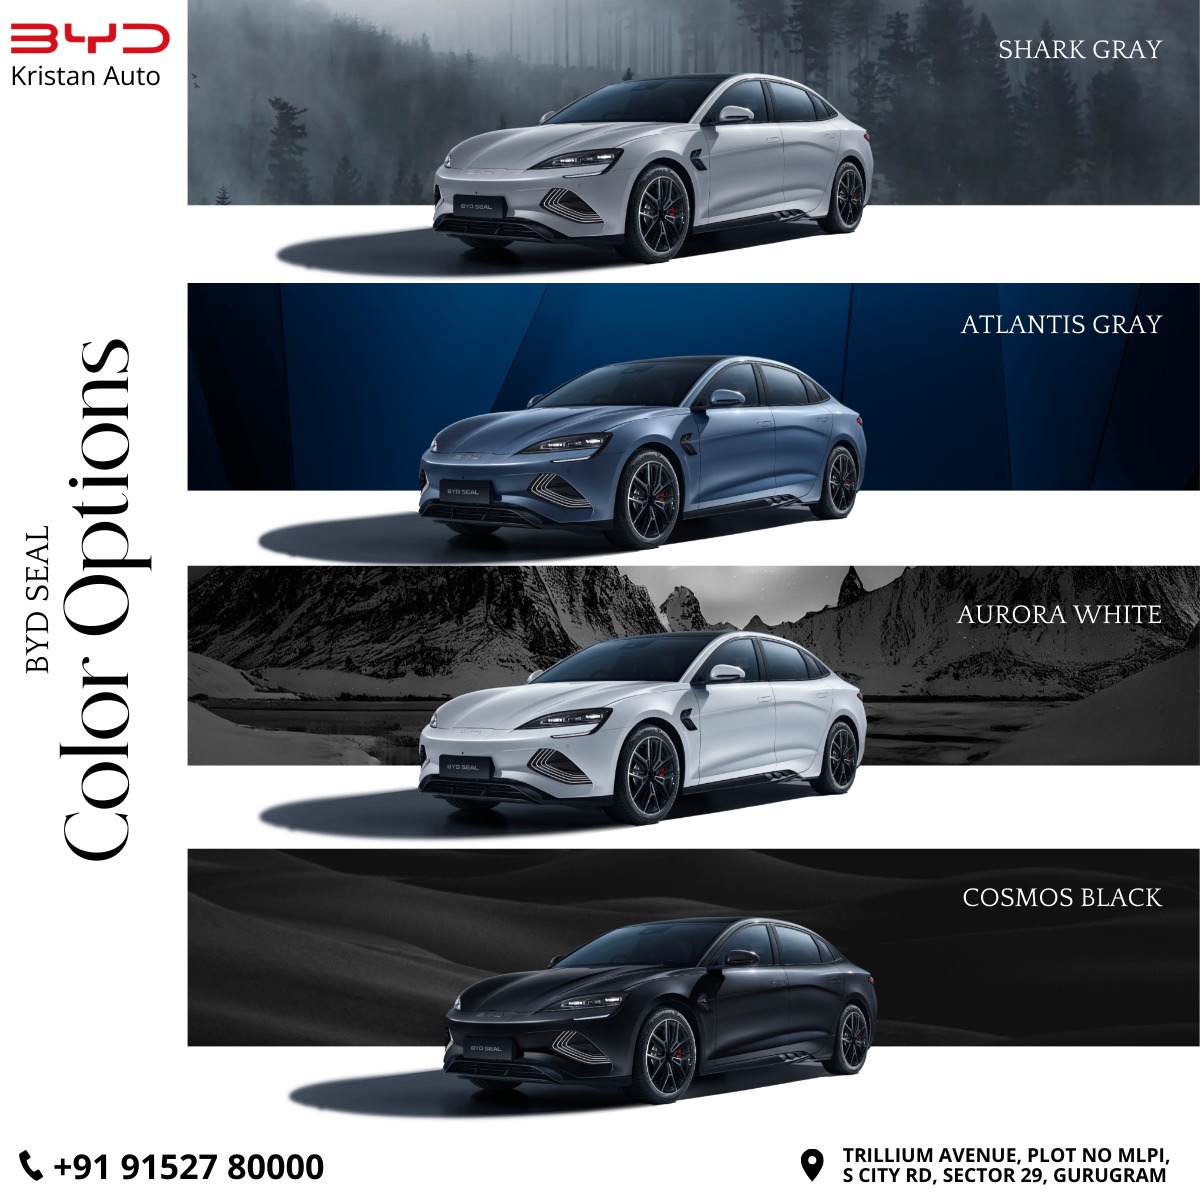 BYD
Kristan Auto
SHARK GRAY
BYD SEAL
ATLANTIS GRAY
BYD SEAL
AURORA WHITE
BYD SEAL
COSMOS BLACK
BYD SEAL
BYD SEAL
Color Options
+91 91527 80000
TRILLIUM AVENUE, PLOT NO MLPI,
S CITY RD, SECTOR 29, GURUGRAM